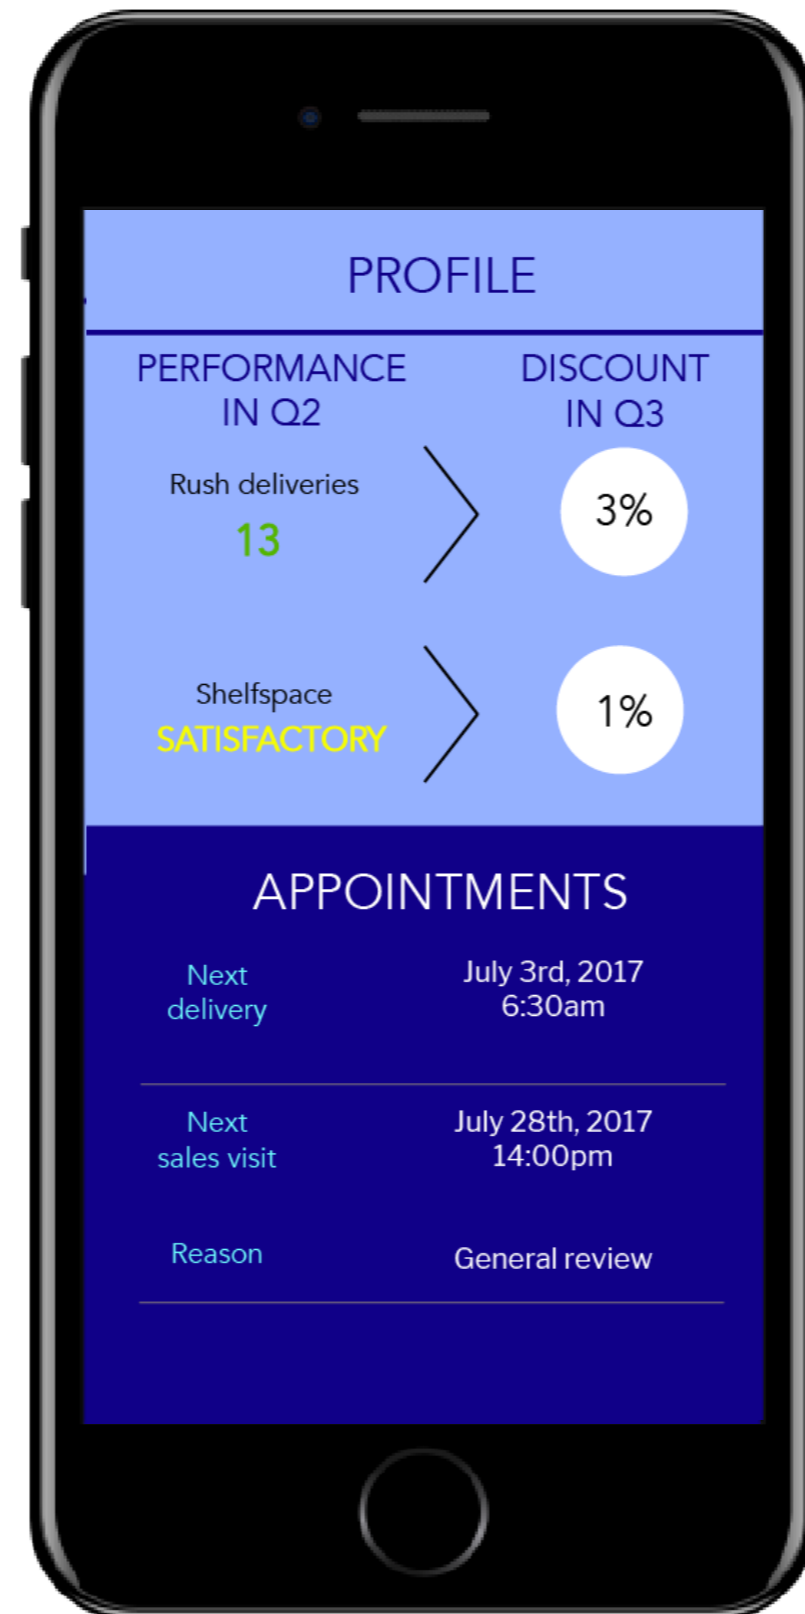 PROFILE
PERFORMANCE
IN Q2
DISCOUNT
IN Q3
Rush deliveries
13
3%
Shelfspace
SATISFACTORY
1%
APPOINTMENTS
Next
delivery
July 3rd, 2017
6:30am
Next
sales visit
July 28th, 2017
14:00pm
Reason
General review